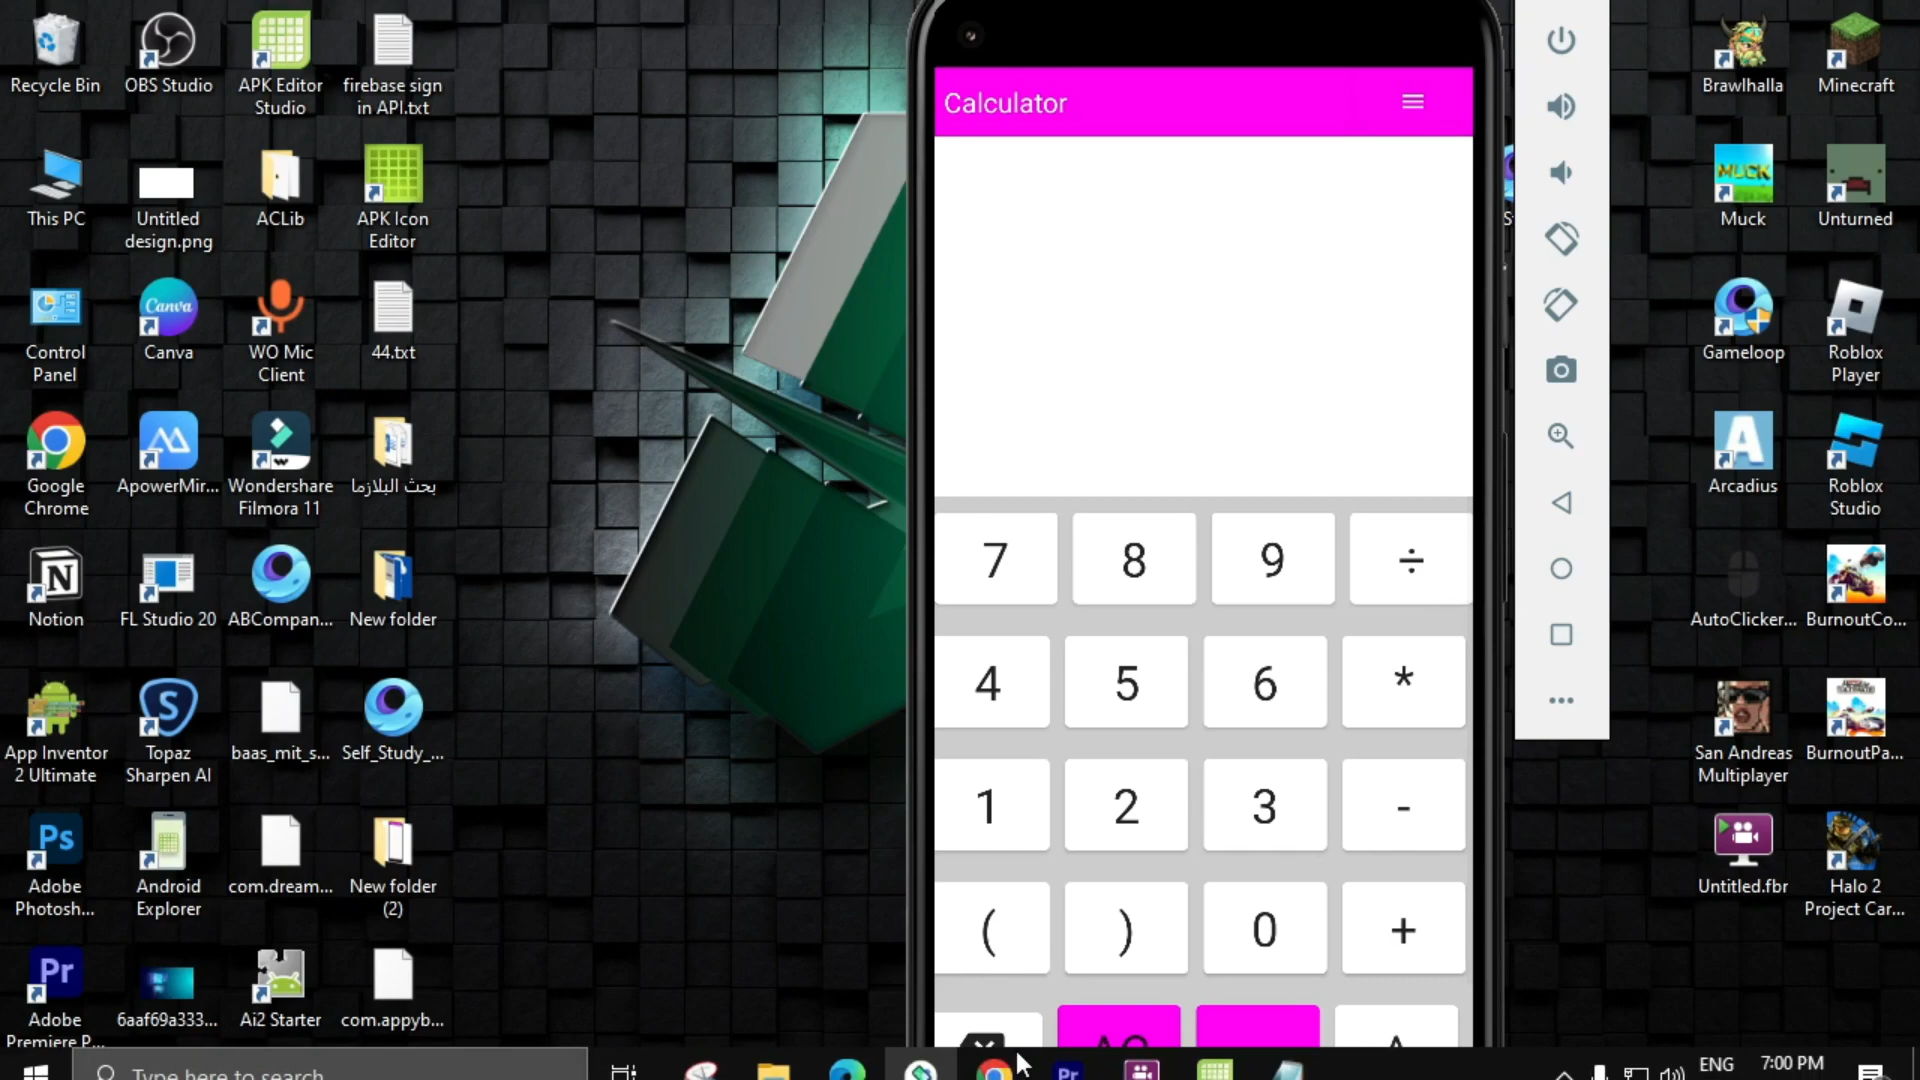 Recycle Bin
OBS Studio
APK Editor
Studio
firebase sign
in API.txt
This PC
Untitled
design.png
ACLib
APK Icon
Editor
Control
Panel
Canva
Canva
WO Mic
Client
44.txt
Google
Chrome
ApowerMir...
Wondershare
Filmora 11
بحث البلازما
Notion
FL Studio 20
ABCompan...
New folder
App Inventor
2 Ultimate
Topaz
Sharpen AI
baas_mit_s...
Self_Study_...
Ps
Adobe
Photosh...
Android
Explorer
com.dream...
New folder
(2)
Pr
Adobe
Premiere P...
6aaf69a333...
Ai2 Starter
com.appyb...
Calculator
7 8 9 ÷
4 5 6 *
1 2 3 -
( ) 0 +
Brawlhalla
Minecraft
MUCK
Muck
Unturned
Gameloop
Roblox
Player
Arcadius
Roblox
Studio
AutoClicker...
BurnoutCo...
San Andreas
Multiplayer
BurnoutPa...
Untitled.fbr
Halo 2
Project Car...
Type here to search
Pr
ENG
7:00 PM